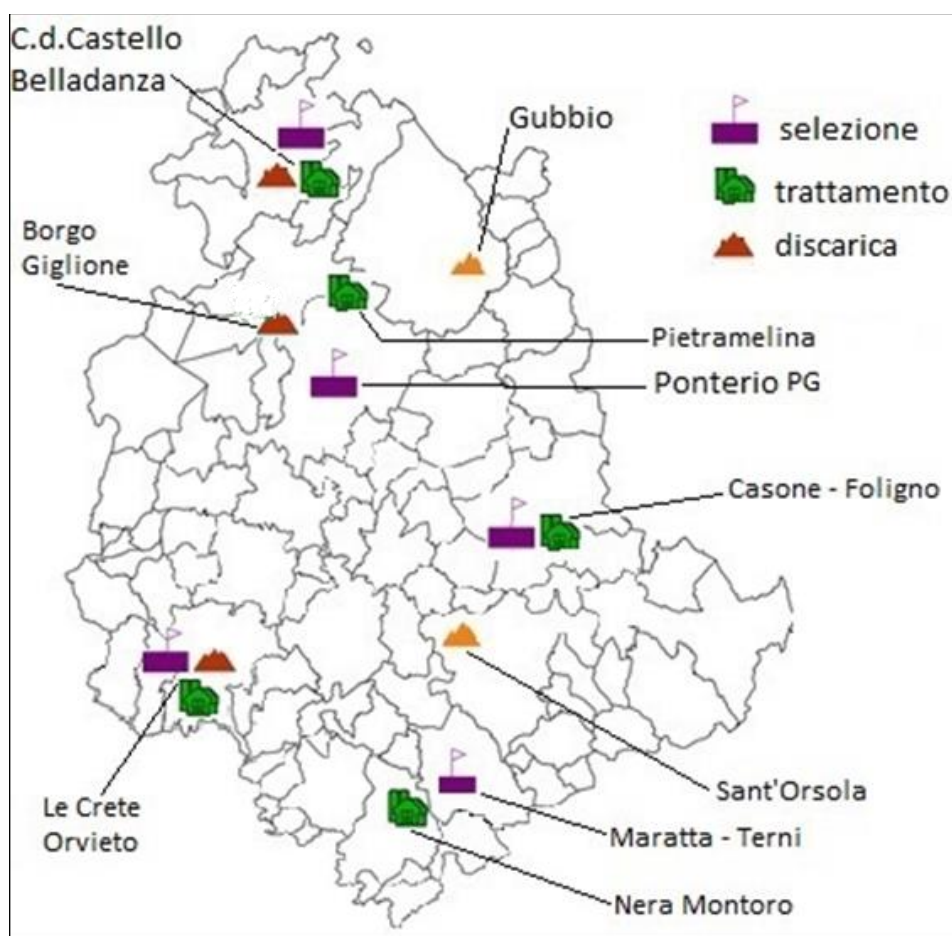 C.d.Castello
Belladanza
Gubbio
selezione
trattamento
discarica
Borgo
Giglione
Pietramelina
Ponterio PG
Casone - Foligno
Le Crete
Orvieto
Sant'Orsola
Maratta - Terni
Nera Montoro